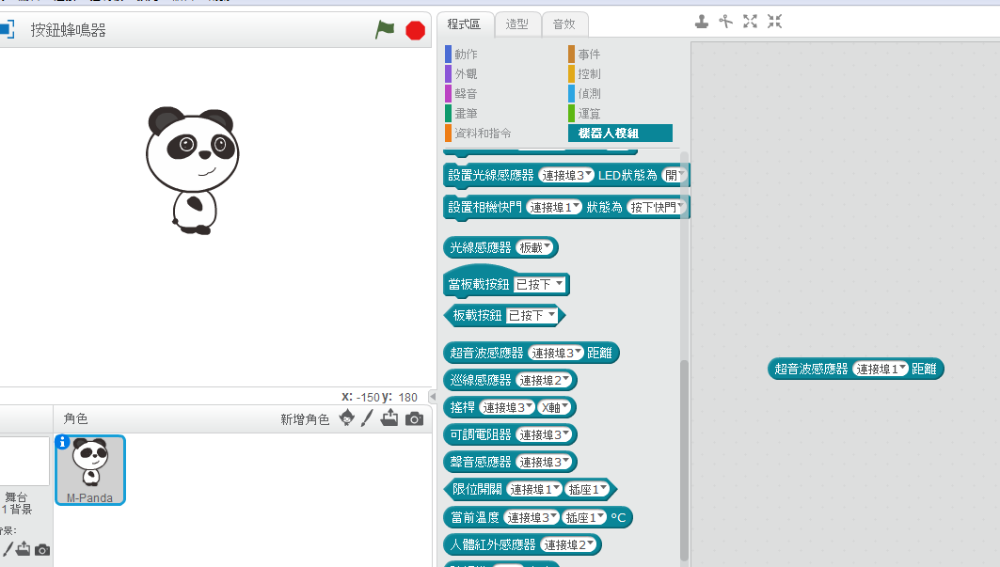 按鈕蜂鳴器
程式區 造型 音效
動作 事件
外觀 控制
聲音 偵測
畫筆 運算
資料和指令 機器人模組
設置光線感應器 連接埠3 LED狀態為 開
設置相機快門 連接埠1 狀態為 按下快門
光線感應器 板載
當板載按鈕 已按下
板載按鈕 已按下
超音波感應器 連接埠3 距離
巡線感應器 連接埠2
搖桿 連接埠3 X軸
可調電阻器 連接埠3
聲音感應器 連接埠3
限位開關 連接埠1 插座1
當前溫度 連接埠3 插座1 °C
人體紅外感應器 連接埠2
超音波感應器 連接埠1 距離
X: -150 y: 180
角色 新增角色
M-Panda
舞台
1 背景
背景: